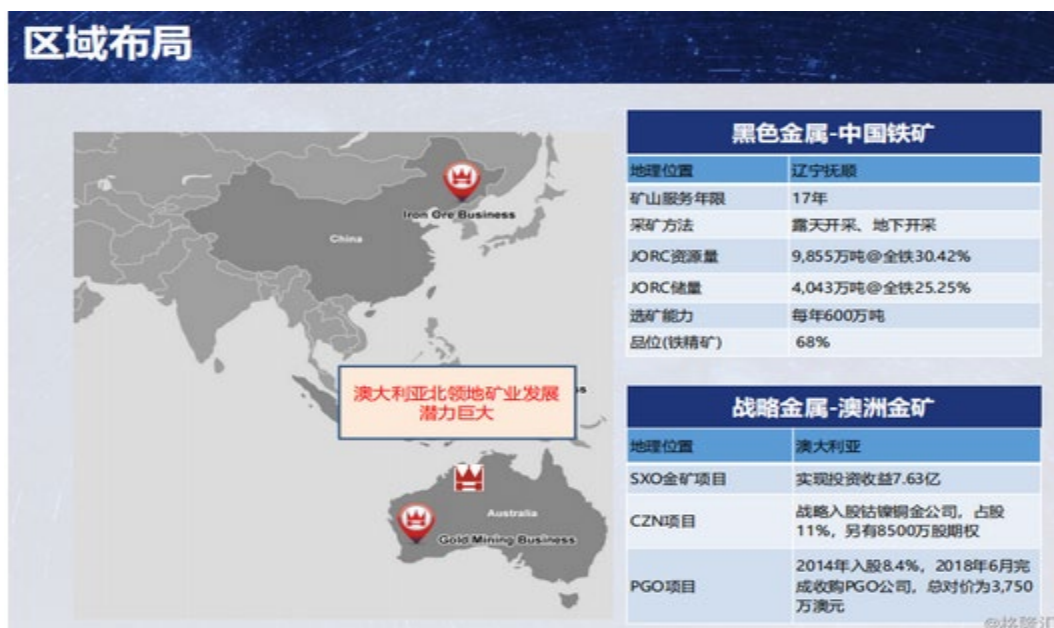 区域布局
Iron Ore Business
China
澳大利亚北领地矿业发展
潜力巨大
Australia
Gold Mining Business
黑色金属-中国铁矿
地理位置 辽宁抚顺
矿山服务年限 17年
采矿方法 露天开采、地下开采
JORC资源量 9,855万吨@全铁30.42%
JORC储量 4,043万吨@全铁25.25%
选矿能力 每年600万吨
品位(铁精矿) 68%
战略金属-澳洲金矿
地理位置 澳大利亚
SXO金矿项目 实现投资收益7.63亿
CZN项目 战略入股钴镍铜金公司，占股
11%，另有8500万股期权
PGO项目 2014年入股8.4%，2018年6月完
成收购PGO公司，总对价为3,750
万澳元
@格隆汇